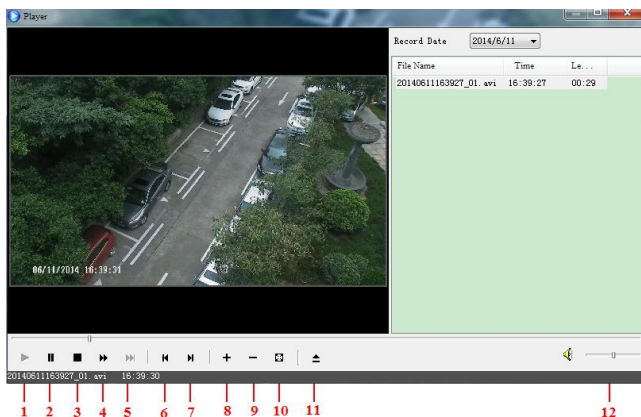 Player
Record Date 2014/6/11
File Name Time Le...
20140611163927_01.avi 16:39:27 00:29
06/11/2014 16:39:31
20140611163927_01.avi 16:39:30
1 2 3 4 5 6 7 8 9 10 11 12